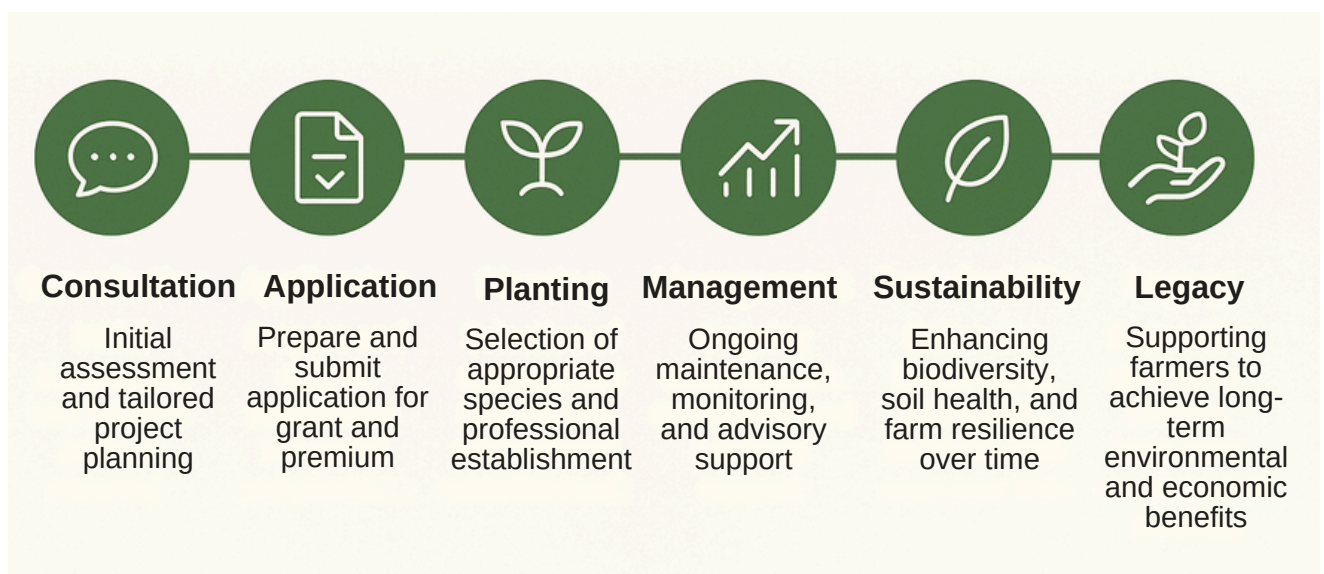 Consultation
Initial
assessment
and tailored
project
planning
Application
Prepare and
submit
application for
grant and
premium
Planting
Selection of
appropriate
species and
professional
establishment
Management
Ongoing
maintenance,
monitoring,
and advisory
support
Sustainability
Enhancing
biodiversity,
soil health, and
farm resilience
over time
Legacy
Supporting
farmers to
achieve long-
term
environmental
and economic
benefits